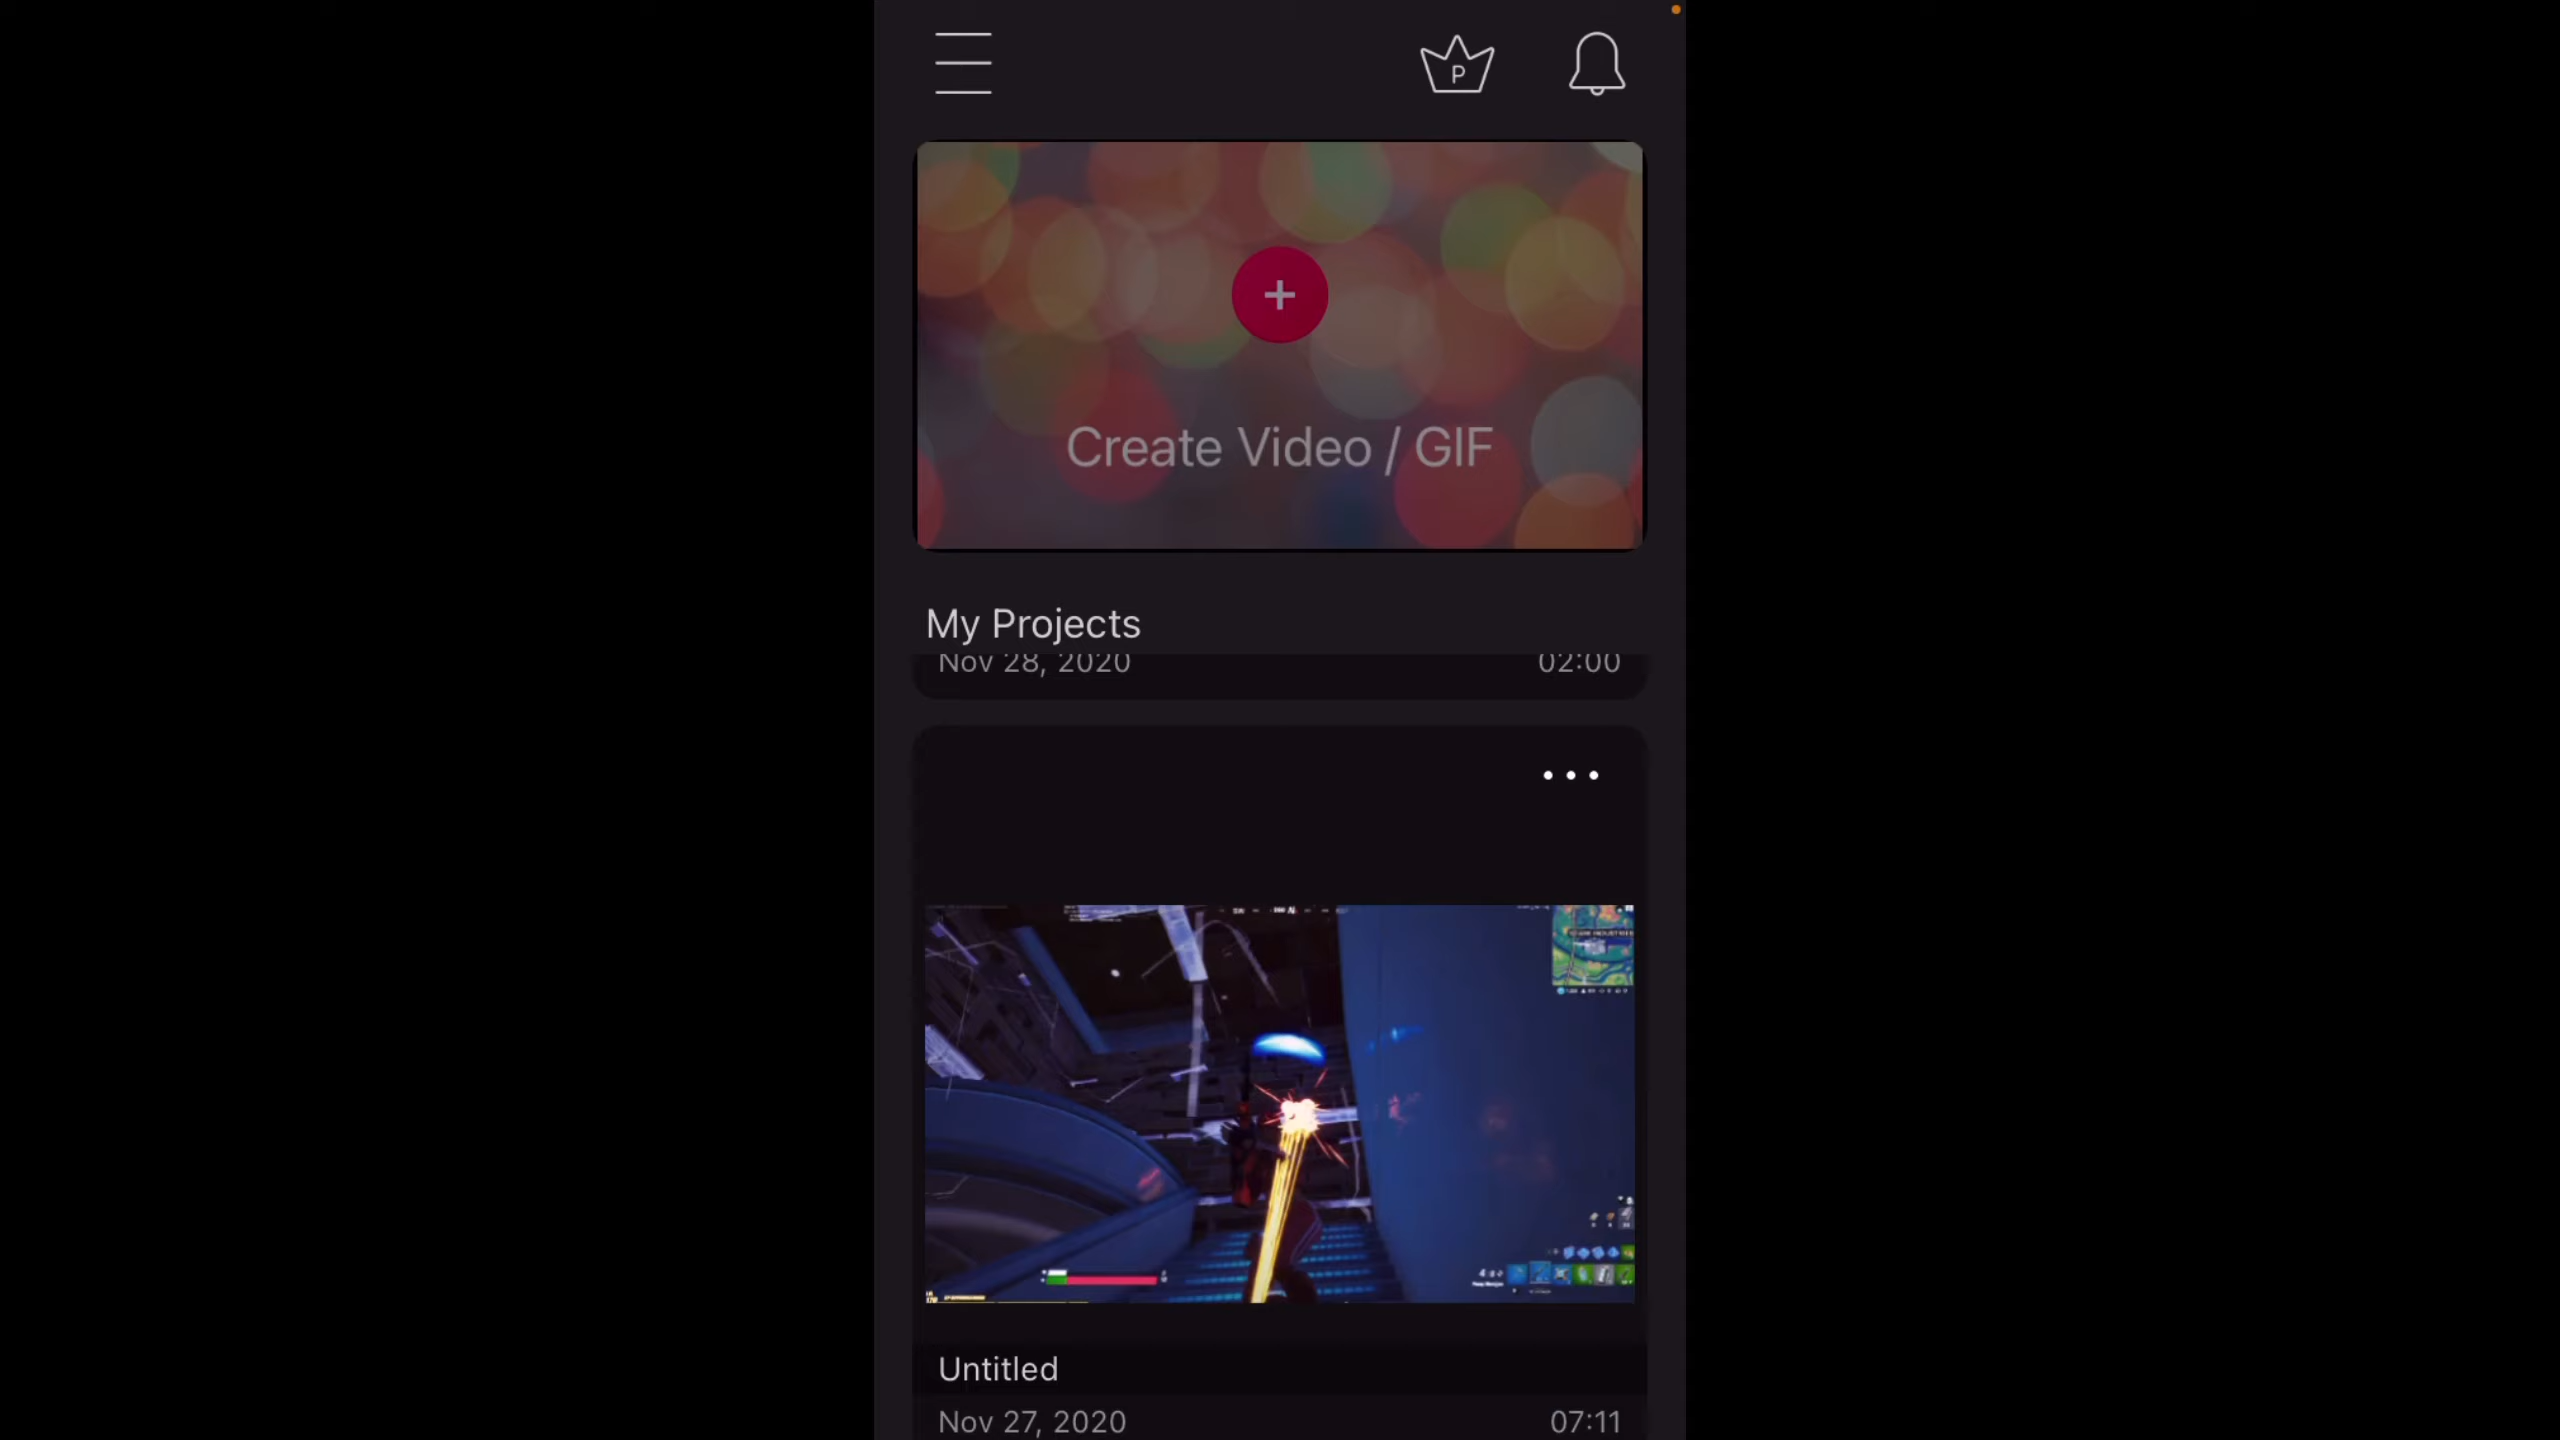 P
Create Video / GIF
My Projects
Nov 28, 2020 02:00
Untitled
Nov 27, 2020 07:11